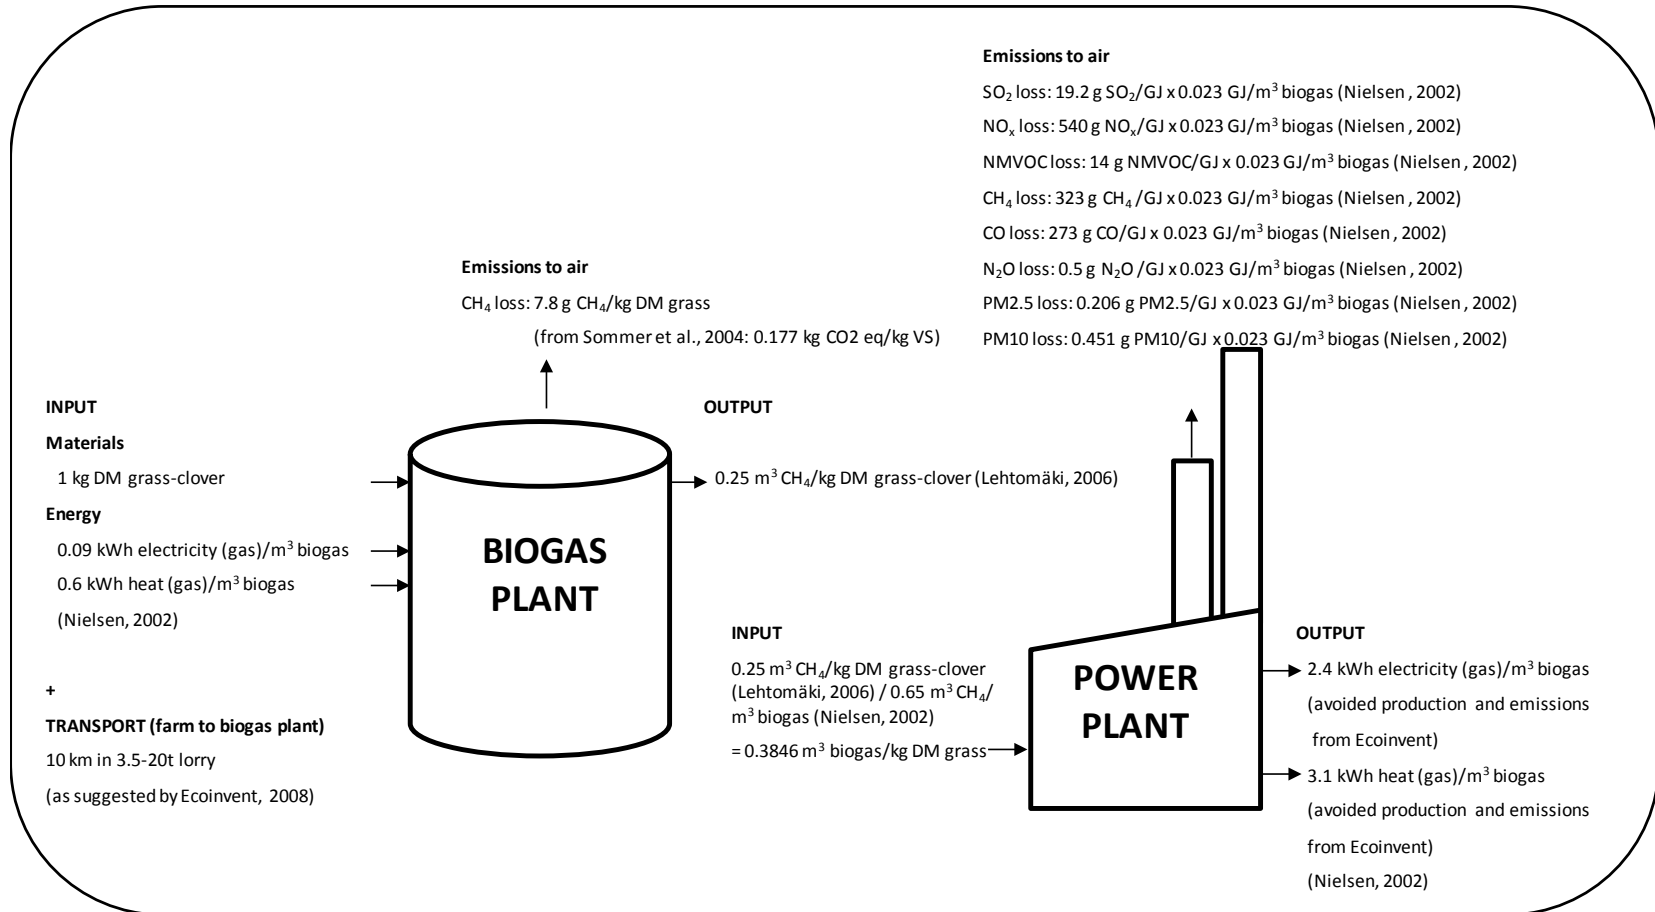 Emissions to air
SO₂ loss: 19.2 g SO₂/GJ x 0.023 GJ/m³ biogas (Nielsen, 2002)
NOₓ loss: 540 g NOₓ/GJ x 0.023 GJ/m³ biogas (Nielsen, 2002)
NMVOC loss: 14 g NMVOC/GJ x 0.023 GJ/m³ biogas (Nielsen, 2002)
CH₄ loss: 323 g CH₄ /GJ x 0.023 GJ/m³ biogas (Nielsen, 2002)
CO loss: 273 g CO/GJ x 0.023 GJ/m³ biogas (Nielsen, 2002)
N₂O loss: 0.5 g N₂O /GJ x 0.023 GJ/m³ biogas (Nielsen, 2002)
PM2.5 loss: 0.206 g PM2.5/GJ x 0.023 GJ/m³ biogas (Nielsen, 2002)
PM10 loss: 0.451 g PM10/GJ x 0.023 GJ/m³ biogas (Nielsen, 2002)
Emissions to air
CH₄ loss: 7.8 g CH₄/kg DM grass
(from Sommer et al., 2004: 0.177 kg CO2 eq/kg VS)
INPUT
Materials
1 kg DM grass-clover
Energy
0.09 kWh electricity (gas)/m³ biogas
0.6 kWh heat (gas)/m³ biogas
(Nielsen, 2002)
+
TRANSPORT (farm to biogas plant)
10 km in 3.5-20t lorry
(as suggested by Ecoinvent, 2008)
BIOGAS
PLANT
OUTPUT
0.25 m³ CH₄/kg DM grass-clover (Lehtomäki, 2006)
INPUT
0.25 m³ CH₄/kg DM grass-clover
(Lehtomäki, 2006) / 0.65 m³ CH₄/
m³ biogas (Nielsen, 2002)
= 0.3846 m³ biogas/kg DM grass
POWER
PLANT
OUTPUT
2.4 kWh electricity (gas)/m³ biogas
(avoided production and emissions
from Ecoinvent)
3.1 kWh heat (gas)/m³ biogas
(avoided production and emissions
from Ecoinvent)
(Nielsen, 2002)